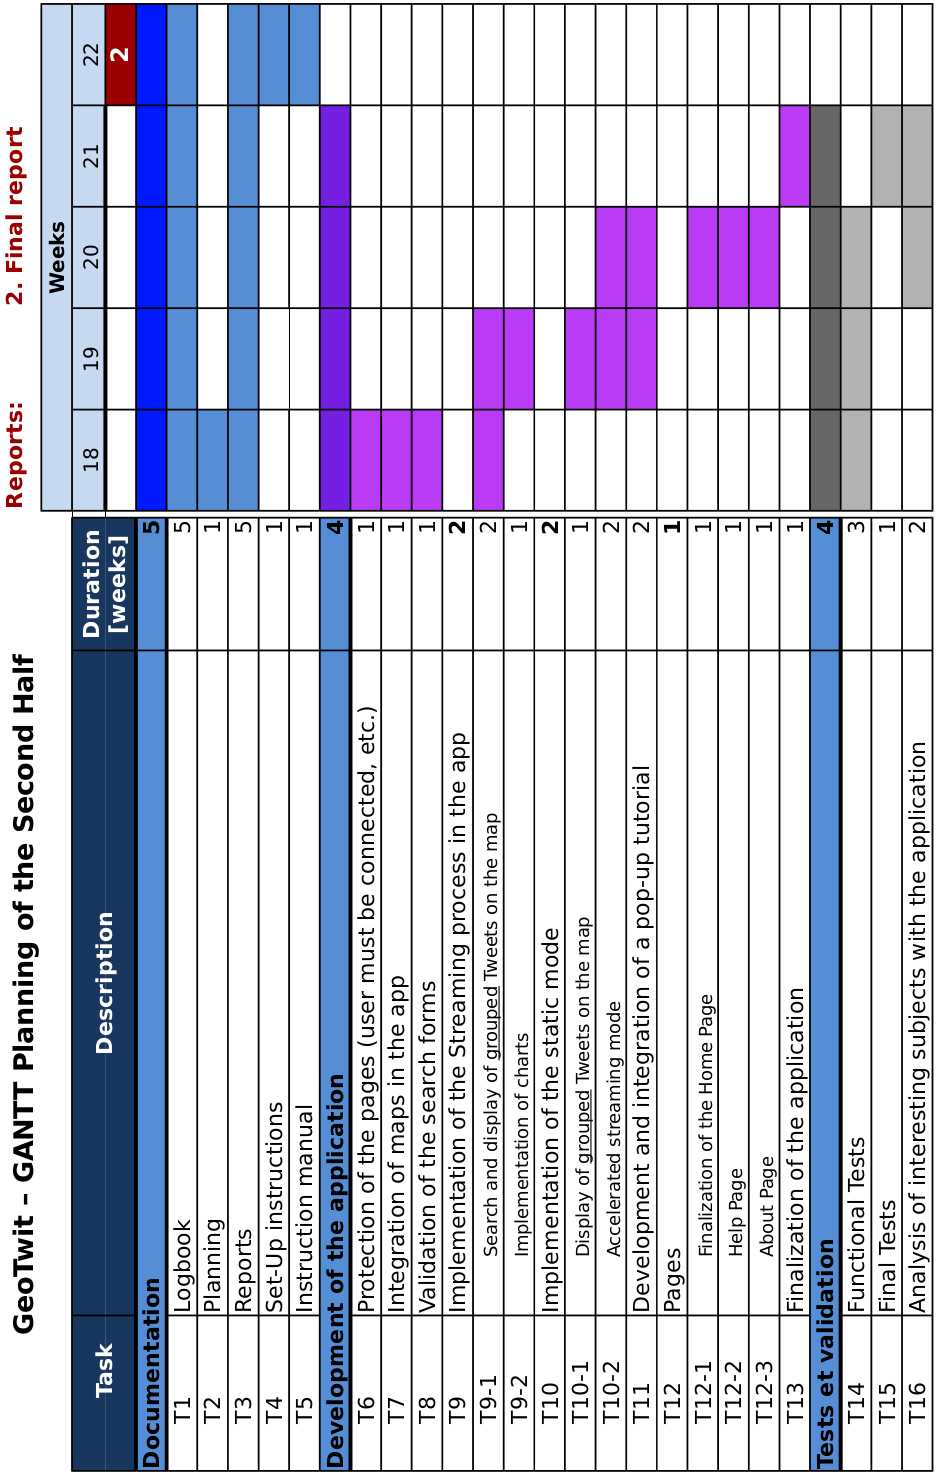 GeoTwit – GANTT Planning of the Second Half
Reports: 2. Final report
Task Description Duration [weeks] Weeks
18 19 20 21 22
2
Documentation 5
T1 Logbook 5
T2 Planning 1
T3 Reports 5
T4 Set-Up instructions 1
T5 Instruction manual 1
Development of the application 4
T6 Protection of the pages (user must be connected, etc.) 1
T7 Integration of maps in the app 1
T8 Validation of the search forms 1
T9 Implementation of the Streaming process in the app 2
T9-1 Search and display of grouped Tweets on the map 2
T9-2 Implementation of charts 1
T10 Implementation of the static mode 2
T10-1 Display of grouped Tweets on the map 1
T10-2 Accelerated streaming mode 2
T11 Development and integration of a pop-up tutorial 2
T12 Pages 1
T12-1 Finalization of the Home Page 1
T12-2 Help Page 1
T12-3 About Page 1
T13 Finalization of the application 1
Tests et validation 4
T14 Functional Tests 3
T15 Final Tests 1
T16 Analysis of interesting subjects with the application 2